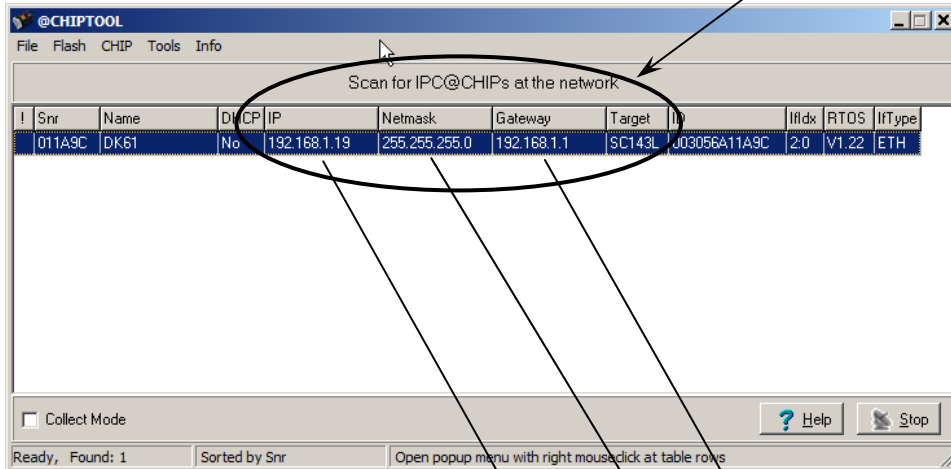 @CHIPTOOL
File Flash CHIP Tools Info
Scan for IPC@CHIPs at the network
! Snr Name DHCP IP Netmask Gateway Target ID IfIdx RTOS IfType
011A9C DK61 No 192.168.1.19 255.255.255.0 192.168.1.1 SC143L 003056A11A9C 2:0 V1.22 ETH
Collect Mode ? Help Stop
Ready, Found: 1 Sorted by Snr Open popup menu with right mouseclick at table rows